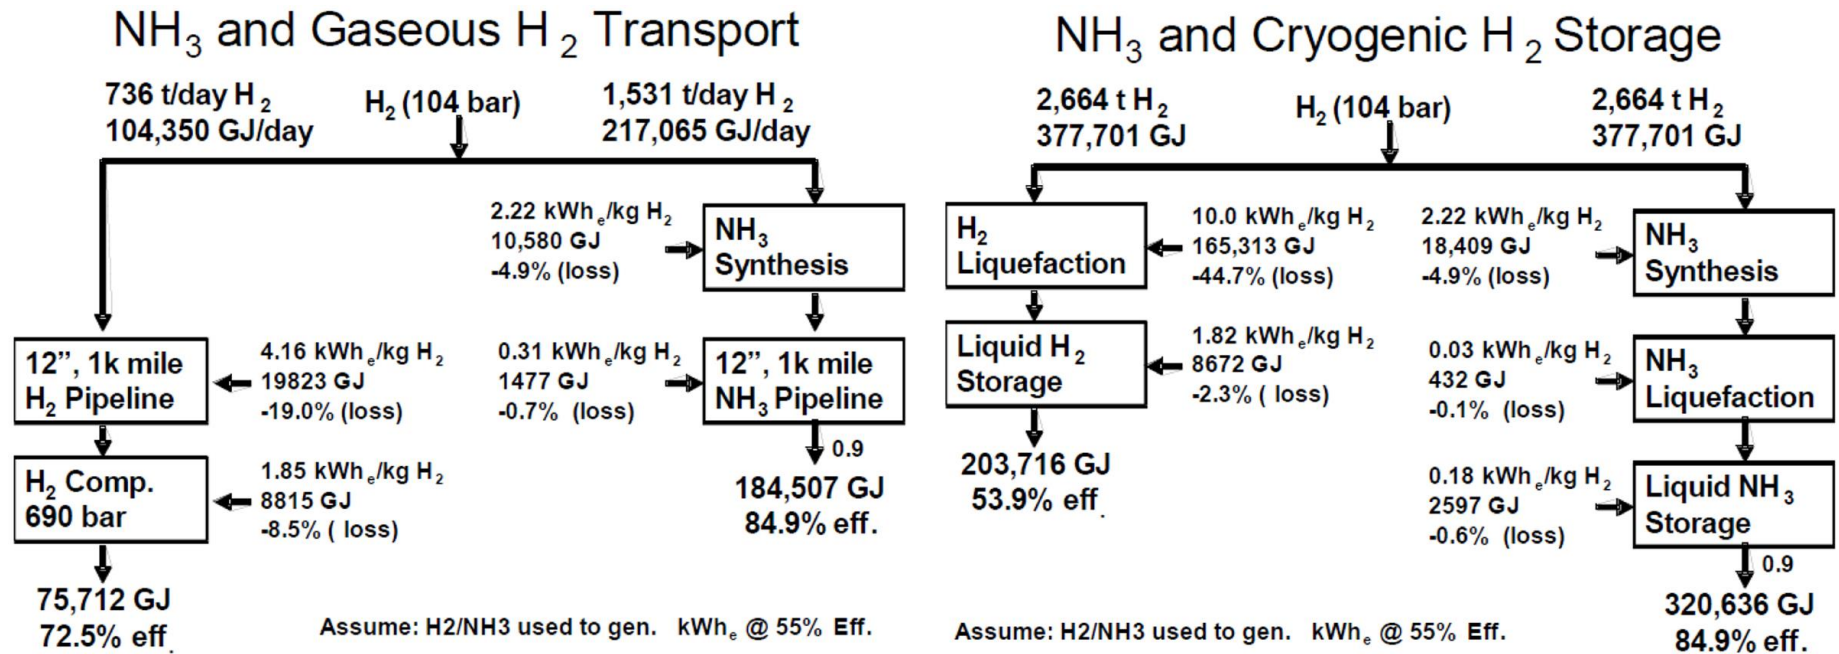 NH3 and Gaseous H2 Transport
736 t/day H2
104,350 GJ/day
H2 (104 bar)
1,531 t/day H2
217,065 GJ/day
2.22 kWhe/kg H2
10,580 GJ
-4.9% (loss)
NH3
Synthesis
12”, 1k mile
H2 Pipeline
4.16 kWhe/kg H2
19823 GJ
-19.0% (loss)
0.31 kWhe/kg H2
1477 GJ
-0.7% (loss)
12”, 1k mile
NH3 Pipeline
0.9
H2 Comp.
690 bar
1.85 kWhe/kg H2
8815 GJ
-8.5% ( loss)
184,507 GJ
84.9% eff.
75,712 GJ
72.5% eff.
Assume: H2/NH3 used to gen. kWhe @ 55% Eff.
NH3 and Cryogenic H2 Storage
2,664 t H2
377,701 GJ
H2 (104 bar)
2,664 t H2
377,701 GJ
H2
Liquefaction
10.0 kWhe/kg H2
165,313 GJ
-44.7% (loss)
2.22 kWhe/kg H2
18,409 GJ
-4.9% (loss)
NH3
Synthesis
Liquid H2
Storage
1.82 kWhe/kg H2
8672 GJ
-2.3% ( loss)
0.03 kWhe/kg H2
432 GJ
-0.1% (loss)
NH3
Liquefaction
203,716 GJ
53.9% eff.
0.18 kWhe/kg H2
2597 GJ
-0.6% (loss)
Liquid NH3
Storage
0.9
320,636 GJ
84.9% eff.
Assume: H2/NH3 used to gen. kWhe @ 55% Eff.